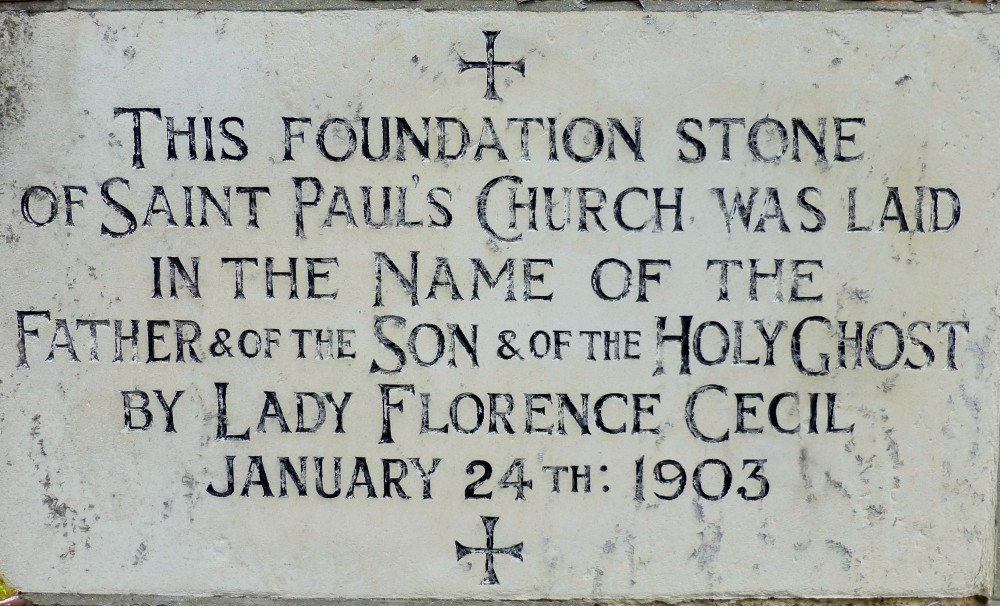 THIS FOUNDATION STONE
OF SAINT PAUL'S CHURCH WAS LAID
IN THE NAME OF THE
FATHER & OF THE SON & OF THE HOLY GHOST
BY LADY FLORENCE CECIL
JANUARY 24TH: 1903